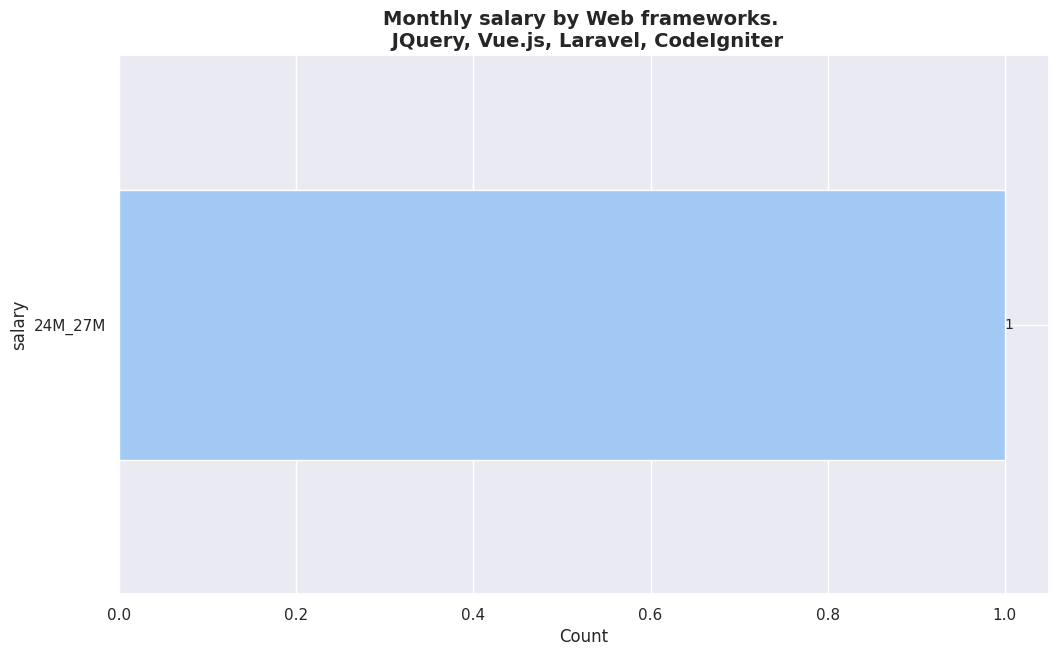 Monthly salary by Web frameworks.
JQuery, Vue.js, Laravel, CodeIgniter
salary
24M_27M
1
0.0 0.2 0.4 0.6 0.8 1.0
Count